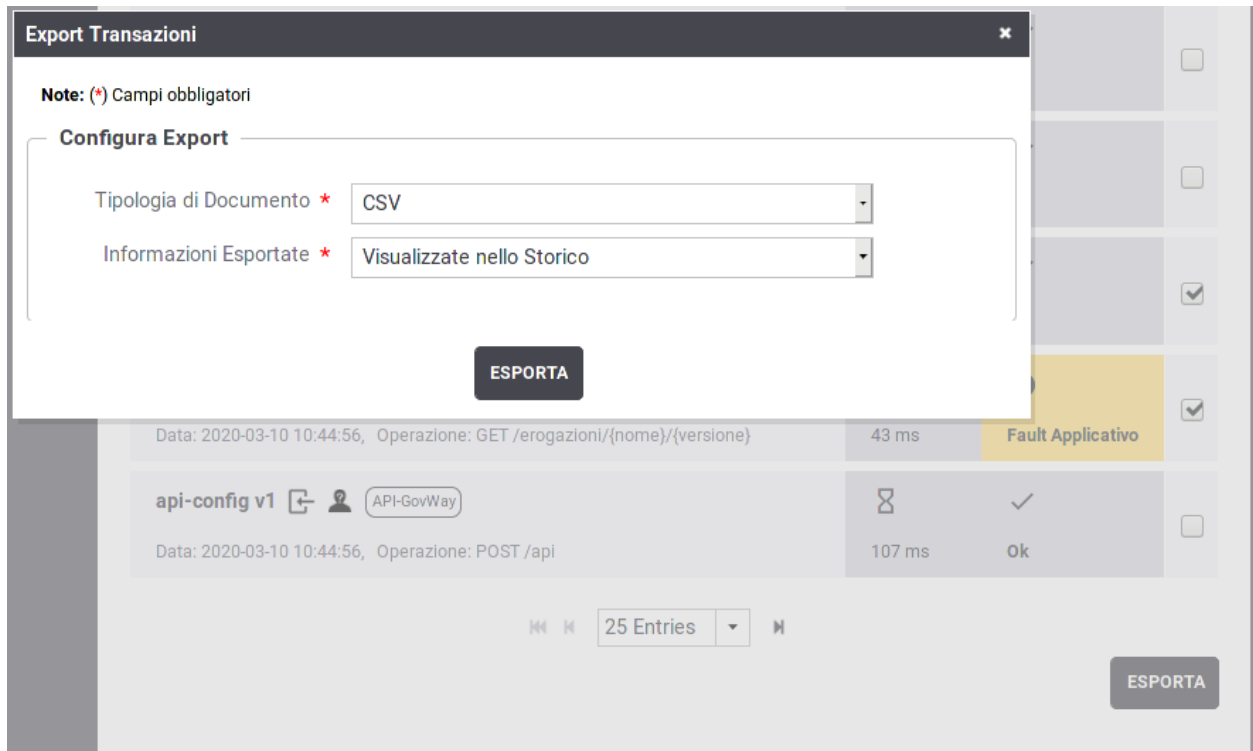 Export Transazioni
Note: (*) Campi obbligatori
Configura Export
Tipologia di Documento * CSV
Informazioni Esportate * Visualizzate nello Storico
ESPORTA
Data: 2020-03-10 10:44:56, Operazione: GET /erogazioni/{nome}/{versione} 43 ms Fault Applicativo
api-config v1 API-GovWay
Data: 2020-03-10 10:44:56, Operazione: POST /api 107 ms Ok
25 Entries
ESPORTA